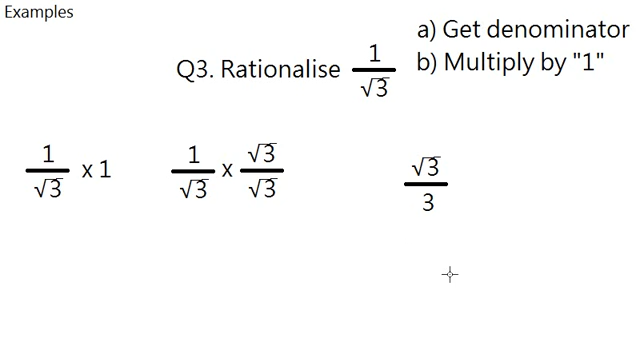 Examples
a) Get denominator
b) Multiply by "1"
Q3. Rationalise 1/√3
1/√3 x 1
1/√3 x √3/√3
√3/3